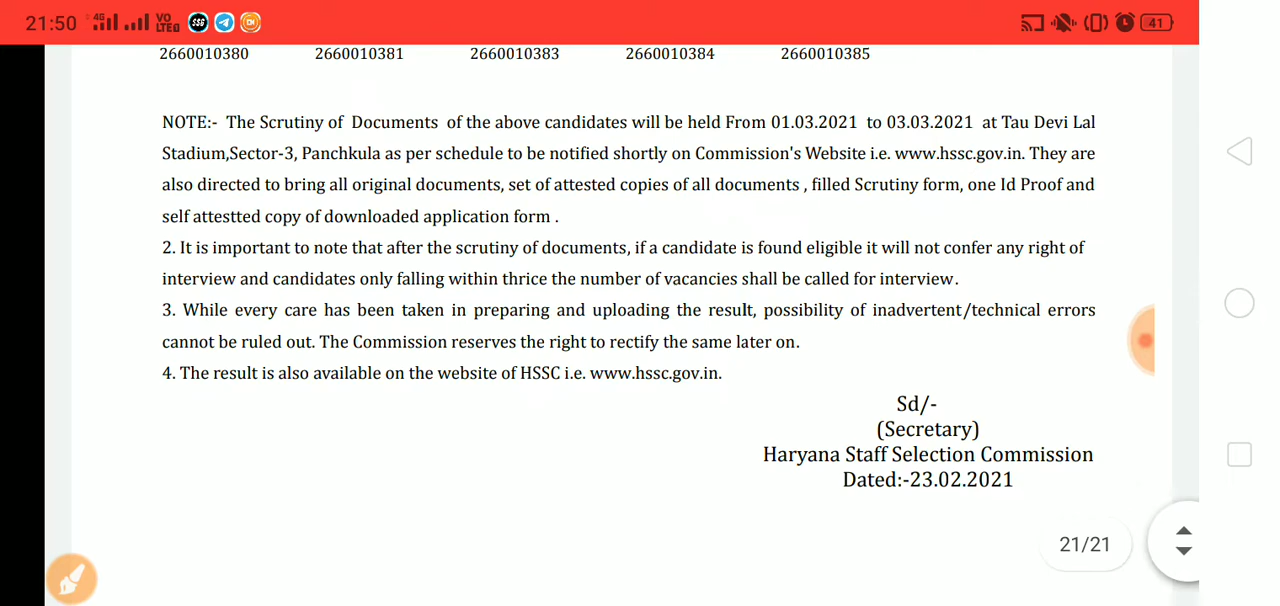 21:50 4G VO LTE SSG 41
2660010380 2660010381 2660010383 2660010384 2660010385
NOTE:- The Scrutiny of Documents of the above candidates will be held From 01.03.2021 to 03.03.2021 at Tau Devi Lal
Stadium,Sector-3, Panchkula as per schedule to be notified shortly on Commission's Website i.e. www.hssc.gov.in. They are
also directed to bring all original documents, set of attested copies of all documents , filled Scrutiny form, one Id Proof and
self attestted copy of downloaded application form .
2. It is important to note that after the scrutiny of documents, if a candidate is found eligible it will not confer any right of
interview and candidates only falling within thrice the number of vacancies shall be called for interview.
3. While every care has been taken in preparing and uploading the result, possibility of inadvertent/technical errors
cannot be ruled out. The Commission reserves the right to rectify the same later on.
4. The result is also available on the website of HSSC i.e. www.hssc.gov.in.
Sd/-
(Secretary)
Haryana Staff Selection Commission
Dated:-23.02.2021
21/21